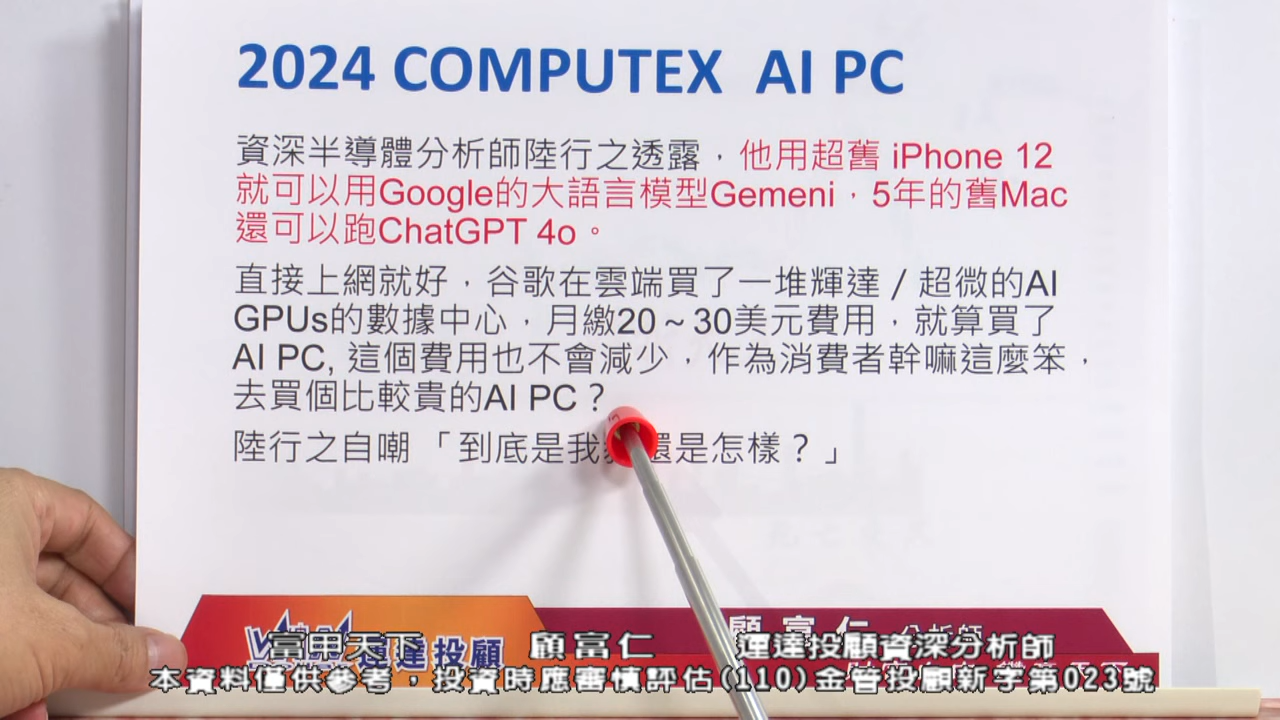 2024 COMPUTEX AI PC
資深半導體分析師陸行之透露，他用超舊 iPhone 12
就可以用Google的大語言模型Gemeni，5年的舊Mac
還可以跑ChatGPT 4o。
直接上網就好，谷歌在雲端買了一堆輝達／超微的AI
GPUs的數據中心，月繳20～30美元費用，就算買了
AI PC, 這個費用也不會減少，作為消費者幹嘛這麼笨，
去買個比較貴的AI PC？
陸行之自嘲「到底是我 還是怎樣？」
運達投顧
顧富仁 分析師
富甲天下 顧富仁 運達投顧資深分析師
本資料僅供參考，投資時應審慎評估(110)金管投顧新字第023號